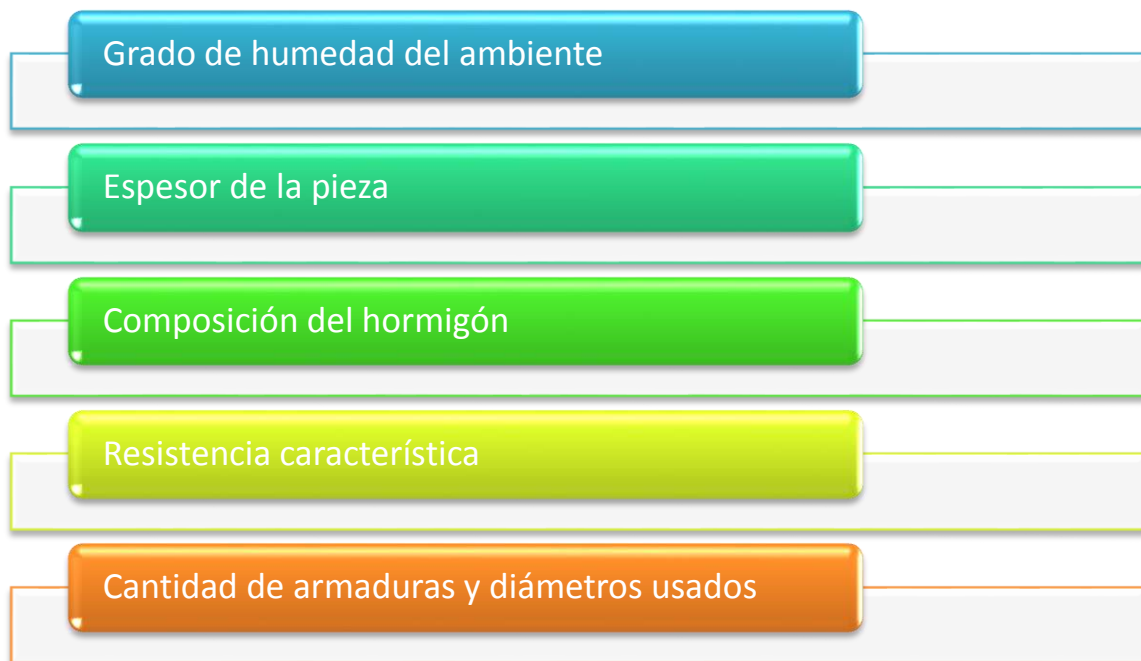 Grado de humedad del ambiente
Espesor de la pieza
Composición del hormigón
Resistencia característica
Cantidad de armaduras y diámetros usados